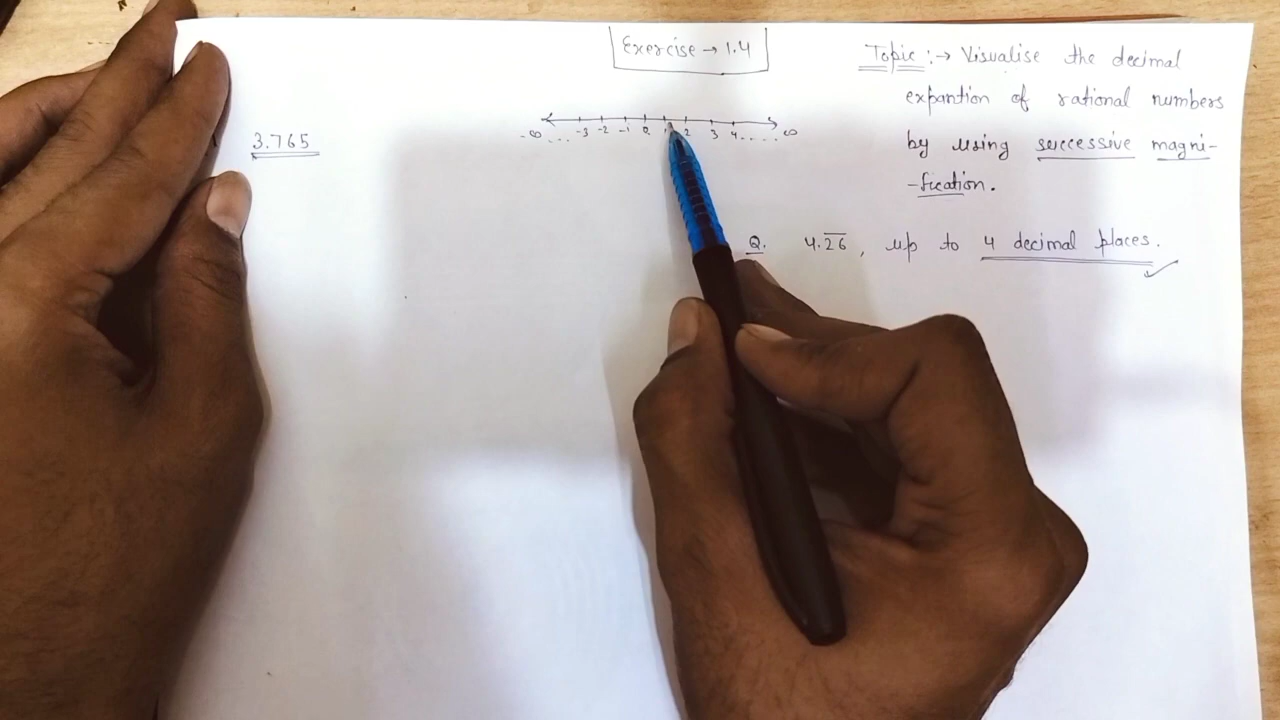 Exercise → 1.4
Topic :→ Visualise the decimal
expantion of rational numbers
by using successive magni-
-fication.
3.765
-∞ ... -3 -2 -1 0 1 2 3 4 ..... ∞
Q. 4.2̅6̅, up to 4 decimal places.